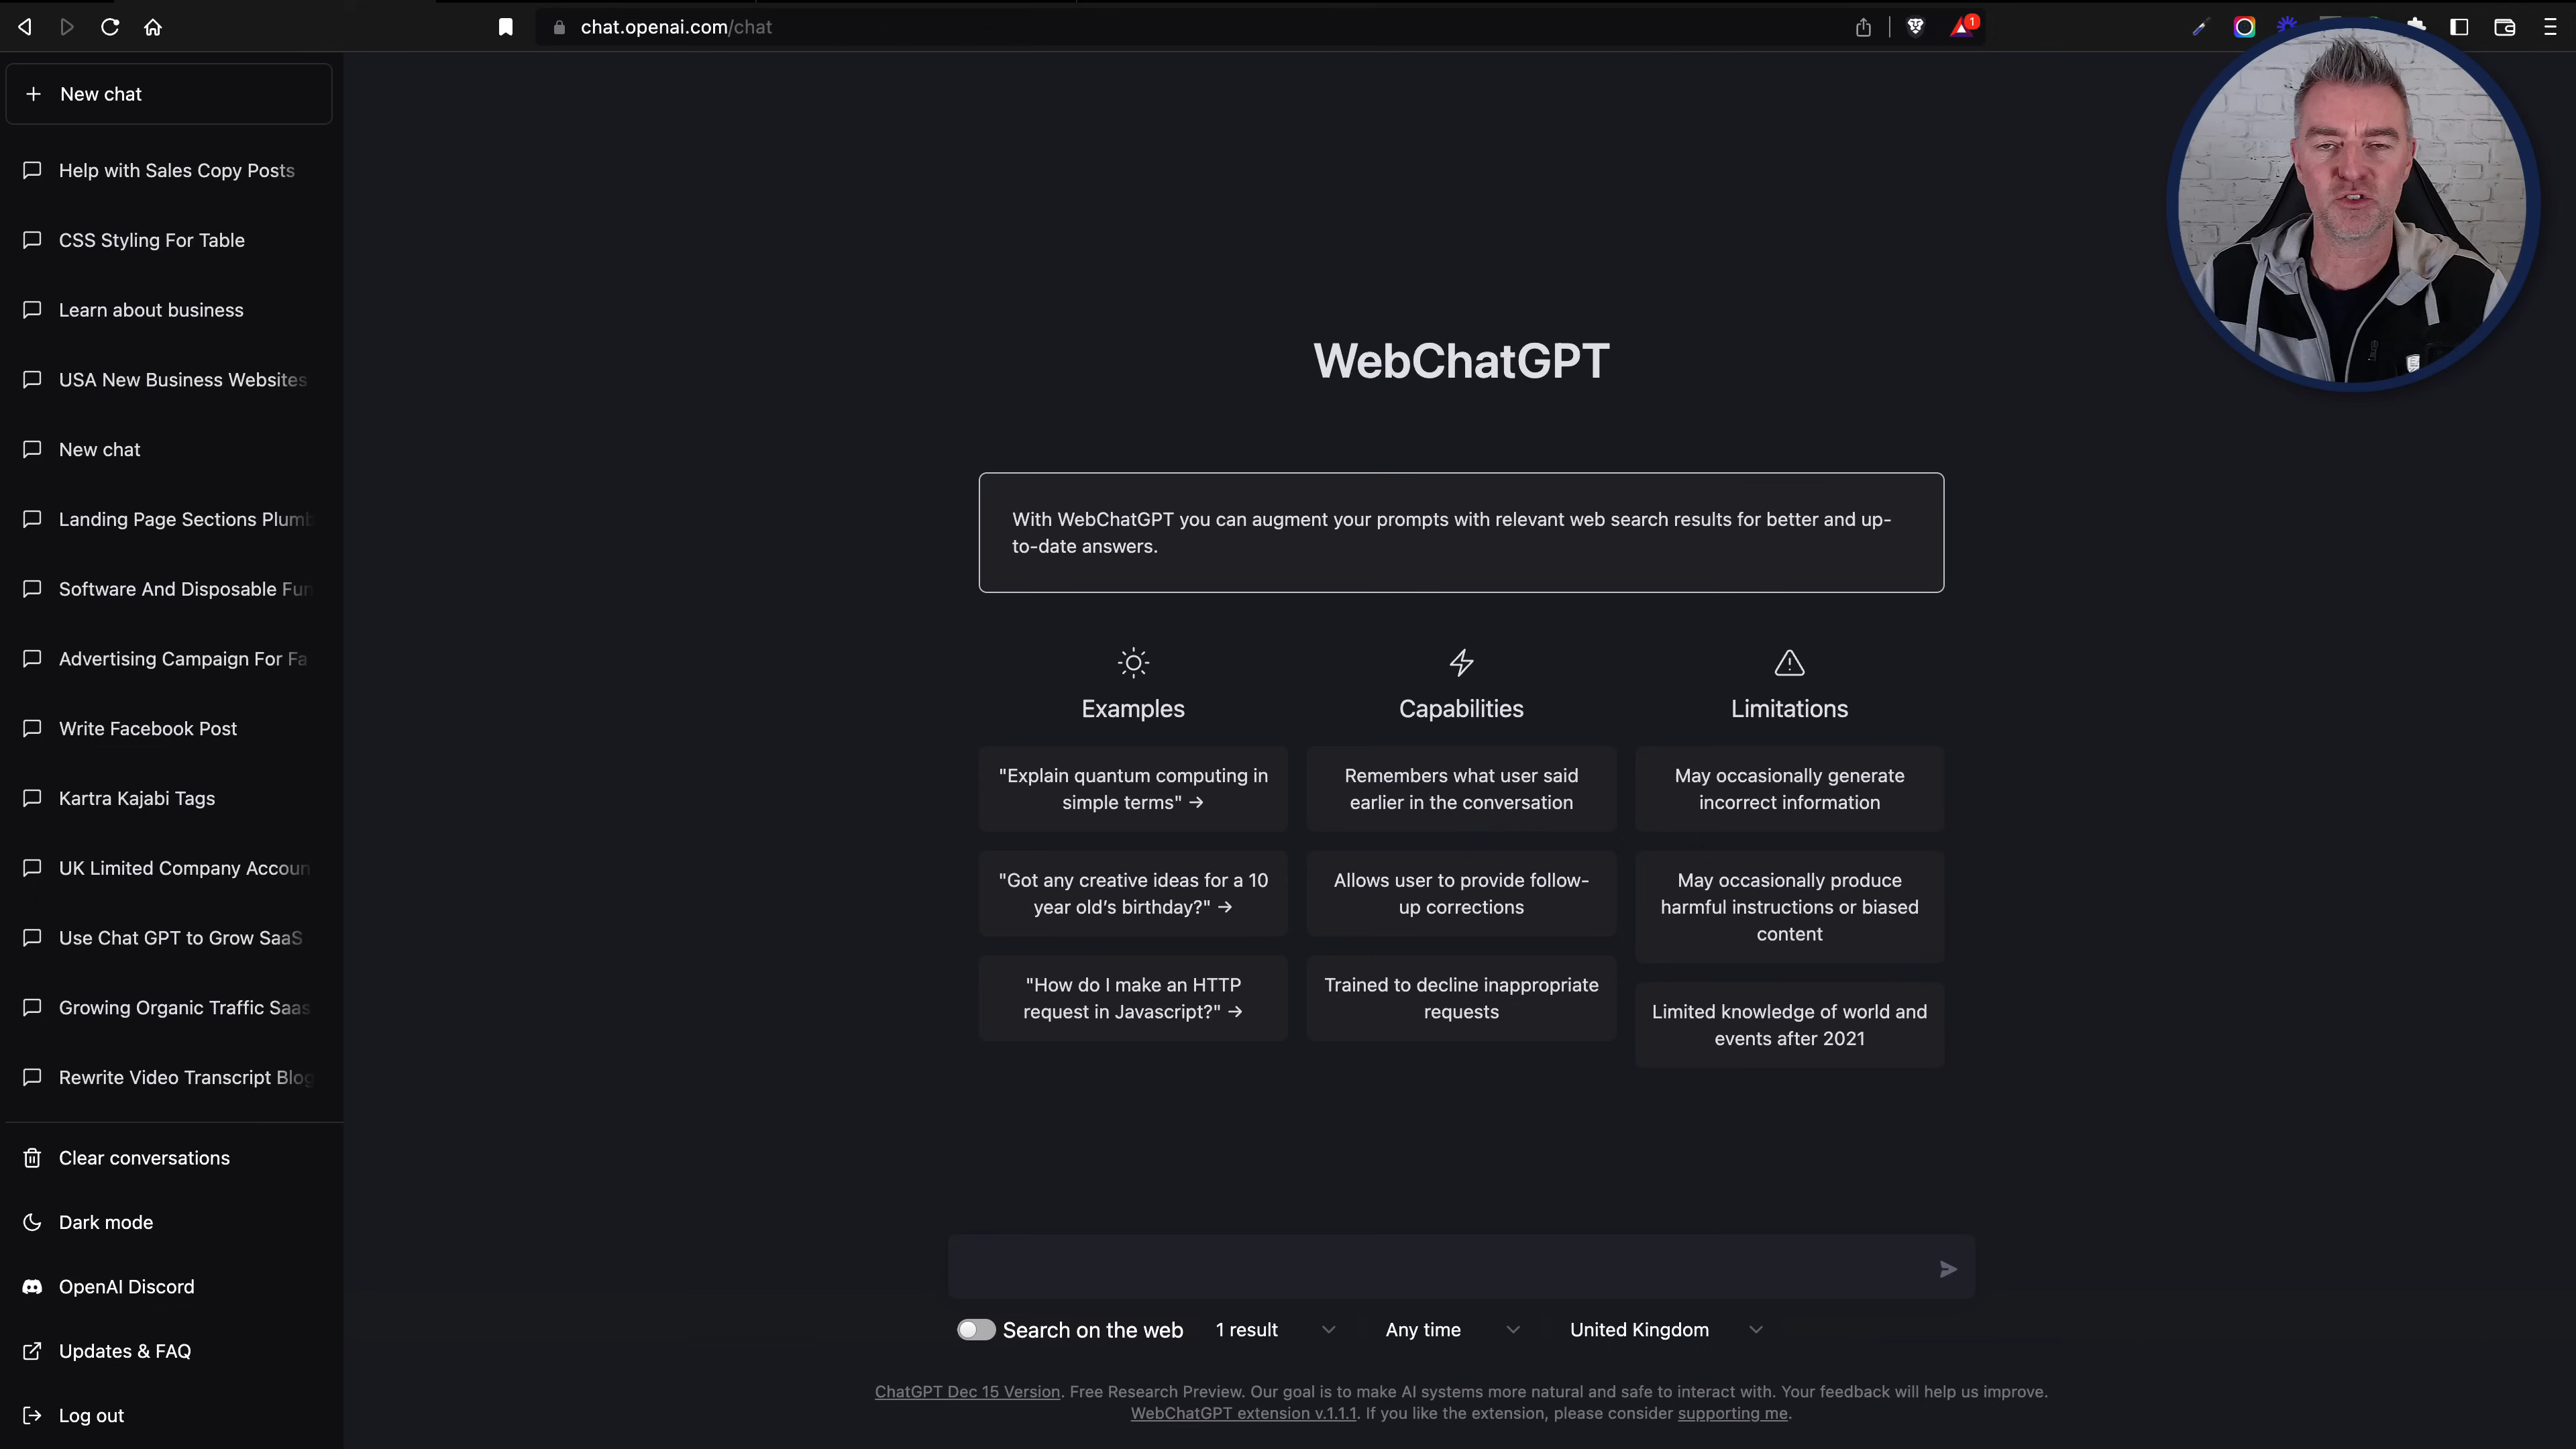 chat.openai.com/chat
1
New chat
Help with Sales Copy Posts
CSS Styling For Table
Learn about business
USA New Business Websites
New chat
Landing Page Sections Plumb
Software And Disposable Fun
Advertising Campaign For Fa
Write Facebook Post
Kartra Kajabi Tags
UK Limited Company Accoun
Use Chat GPT to Grow SaaS
Growing Organic Traffic Saas
Rewrite Video Transcript Blog
Clear conversations
Dark mode
OpenAI Discord
Updates & FAQ
Log out
WebChatGPT
With WebChatGPT you can augment your prompts with relevant web search results for better and up-
to-date answers.
Examples
"Explain quantum computing in
simple terms" →
"Got any creative ideas for a 10
year old's birthday?" →
"How do I make an HTTP
request in Javascript?" →
Capabilities
Remembers what user said
earlier in the conversation
Allows user to provide follow-
up corrections
Trained to decline inappropriate
requests
Limitations
May occasionally generate
incorrect information
May occasionally produce
harmful instructions or biased
content
Limited knowledge of world and
events after 2021
Search on the web 1 result Any time United Kingdom
ChatGPT Dec 15 Version. Free Research Preview. Our goal is to make AI systems more natural and safe to interact with. Your feedback will help us improve.
WebChatGPT extension v.1.1.1. If you like the extension, please consider supporting me.